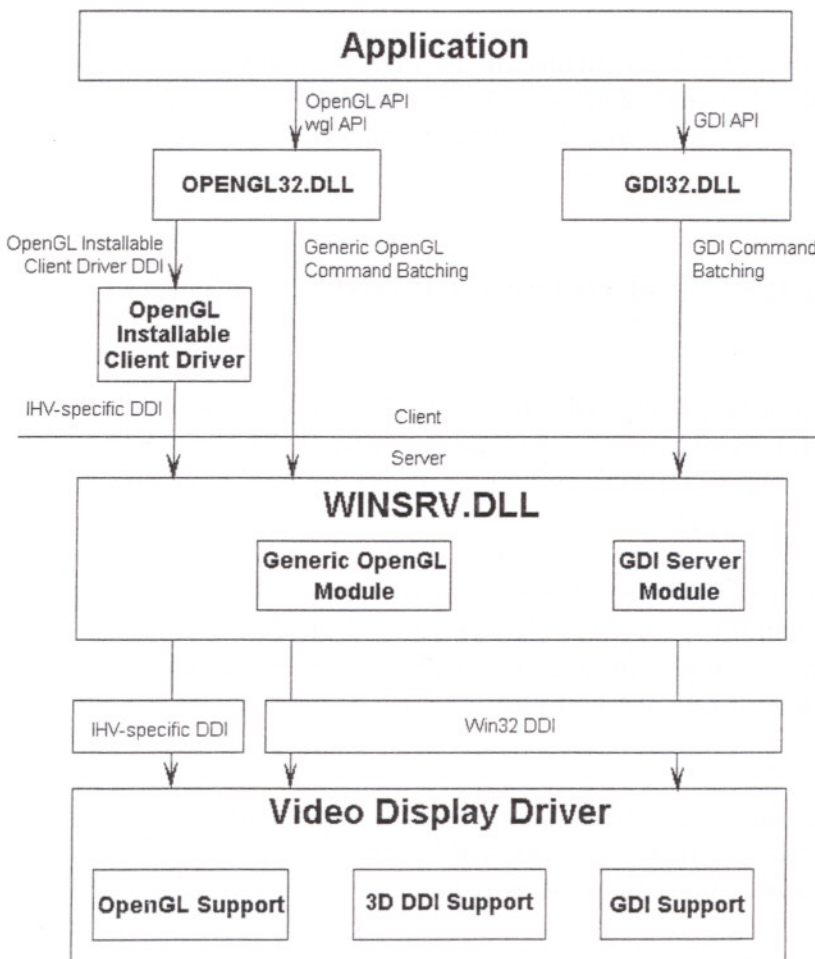 Application
OpenGL API
wgl API
GDI API
OPENGL32.DLL
GDI32.DLL
OpenGL Installable
Client Driver DDI
Generic OpenGL
Command Batching
GDI Command
Batching
OpenGL
Installable
Client Driver
IHV-specific DDI
Client
Server
WINSRV.DLL
Generic OpenGL
Module
GDI Server
Module
IHV-specific DDI
Win32 DDI
Video Display Driver
OpenGL Support
3D DDI Support
GDI Support